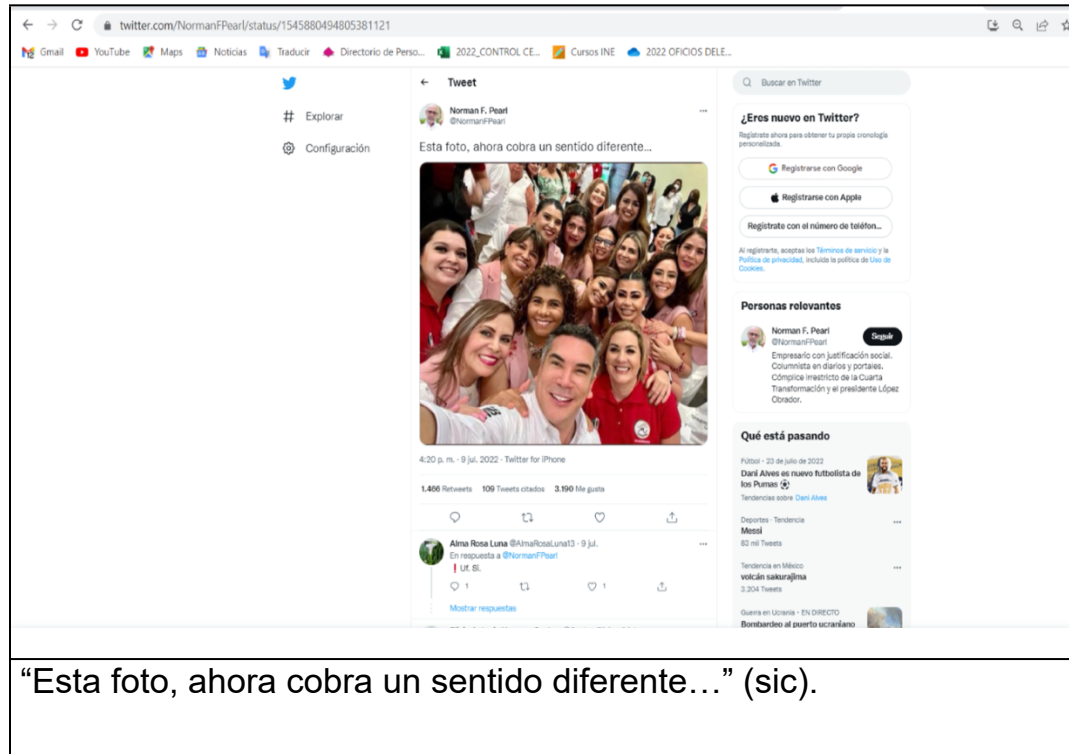 twitter.com/NormanFPearl/status/1545880494805381121
Gmail YouTube Maps Noticias Traducir Directorio de Perso... 2022_CONTROL CE... Cursos INE 2022 OFICIOS DELE...
Explorar
Configuración
Tweet
Norman F. Pearl
@NormanFPearl
Esta foto, ahora cobra un sentido diferente...
4:20 p. m. · 9 jul. 2022 · Twitter for iPhone
1.466 Retweets 109 Tweets citados 3.190 Me gusta
Alma Rosa Luna @AlmaRosaLuna13 · 9 jul.
En respuesta a @NormanFPearl
❗ Uf. Sí.
1 1
Mostrar respuestas
Buscar en Twitter
¿Eres nuevo en Twitter?
Regístrate ahora para obtener tu propia cronología
personalizada.
Registrarse con Google
Registrarse con Apple
Regístrate con el número de teléfon...
Al registrarte, aceptas los Términos de servicio y la
Política de privacidad, incluida la política de Uso de
Cookies.
Personas relevantes
Norman F. Pearl
@NormanFPearl
Seguir
Empresario con justificación social.
Columnista en diarios y portales.
Cómplice irrestricto de la Cuarta
Transformación y el presidente López
Obrador.
Qué está pasando
Fútbol · 23 de julio de 2022
Dani Alves es nuevo futbolista de
los Pumas
Tendencias sobre Dani Alves
Deportes · Tendencia
Messi
83 mil Tweets
Tendencia en México
volcán sakurajima
3.204 Tweets
Guerra en Ucrania · EN DIRECTO
Bombardeo al puerto ucraniano
“Esta foto, ahora cobra un sentido diferente…” (sic).